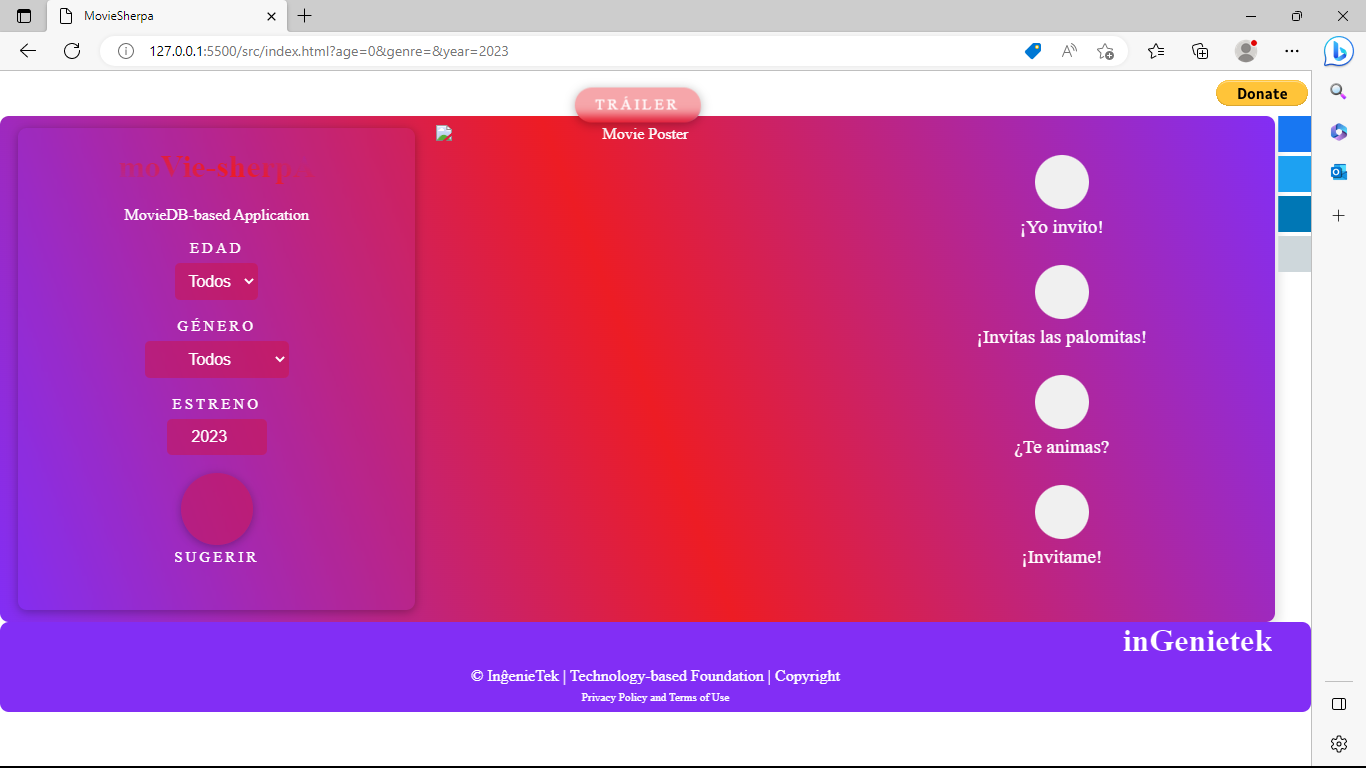 MovieSherpa
127.0.0.1:5500/src/index.html?age=0&genre=&year=2023
Donate
TRÁILER
Movie Poster
moVIe-sherpa
MovieDB-based Application
EDAD
Todos
GÉNERO
Todos
ESTRENO
2023
SUGERIR
¡Yo invito!
¡Invitas las palomitas!
¿Te animas?
¡Invitame!
inGenietek
© InĝenieTek | Technology-based Foundation | Copyright
Privacy Policy and Terms of Use